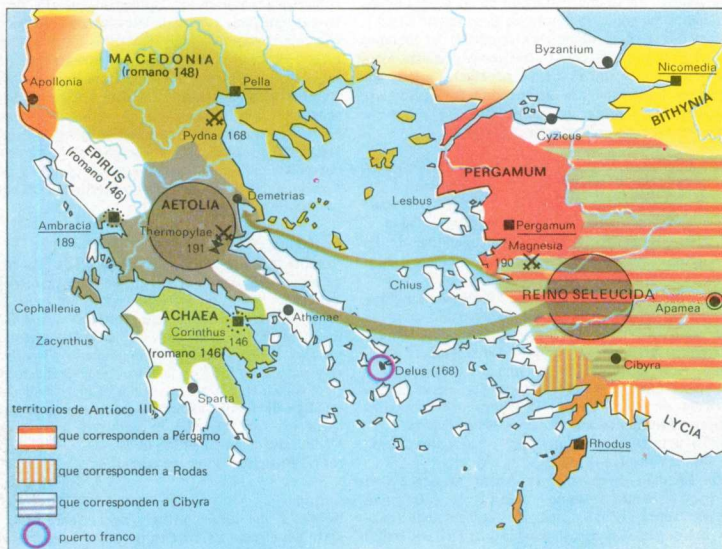 MACEDONIA
(romano 148)
Apollonia
Pella
Pydna 168
Byzantium
Nicomedia
BITHYNIA
Cyzicus
EPIRUS
(romano 146)
AETOLIA
Demetrias
Ambracia
189
Thermopylae
191
Lesbus
PERGAMUM
Pergamum
Magnesia
190
Chius
REINO SELEUCIDA
Apamea
Cephallenia
Zacynthus
ACHAEA
Corinthus
146
(romano 146)
Athenae
Sparta
Delus (168)
Cibyra
LYCIA
Rhodus
territorios de Antíoco III,
que corresponden a Pérgamo
que corresponden a Rodas
que corresponden a Cibyra
puerto franco